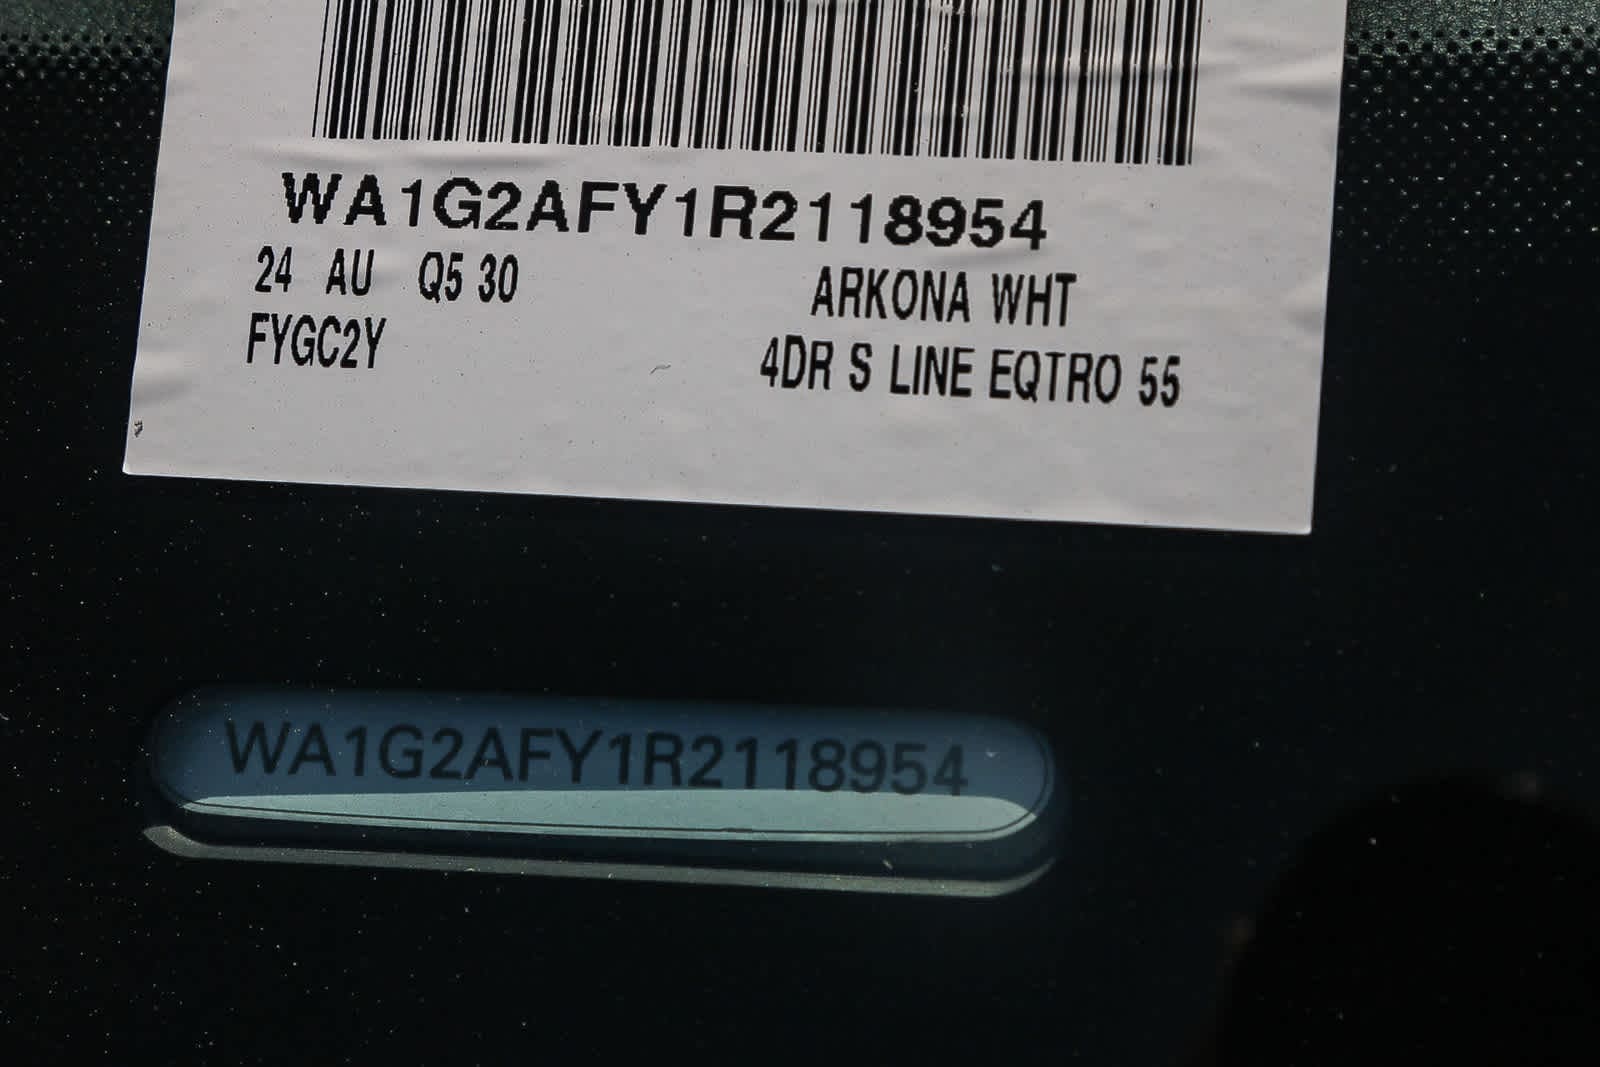 WA1G2AFY1R2118954
24 AU Q5 30 ARKONA WHT
FYGC2Y 4DR S LINE EQTRO 55
WA1G2AFY1R2118954